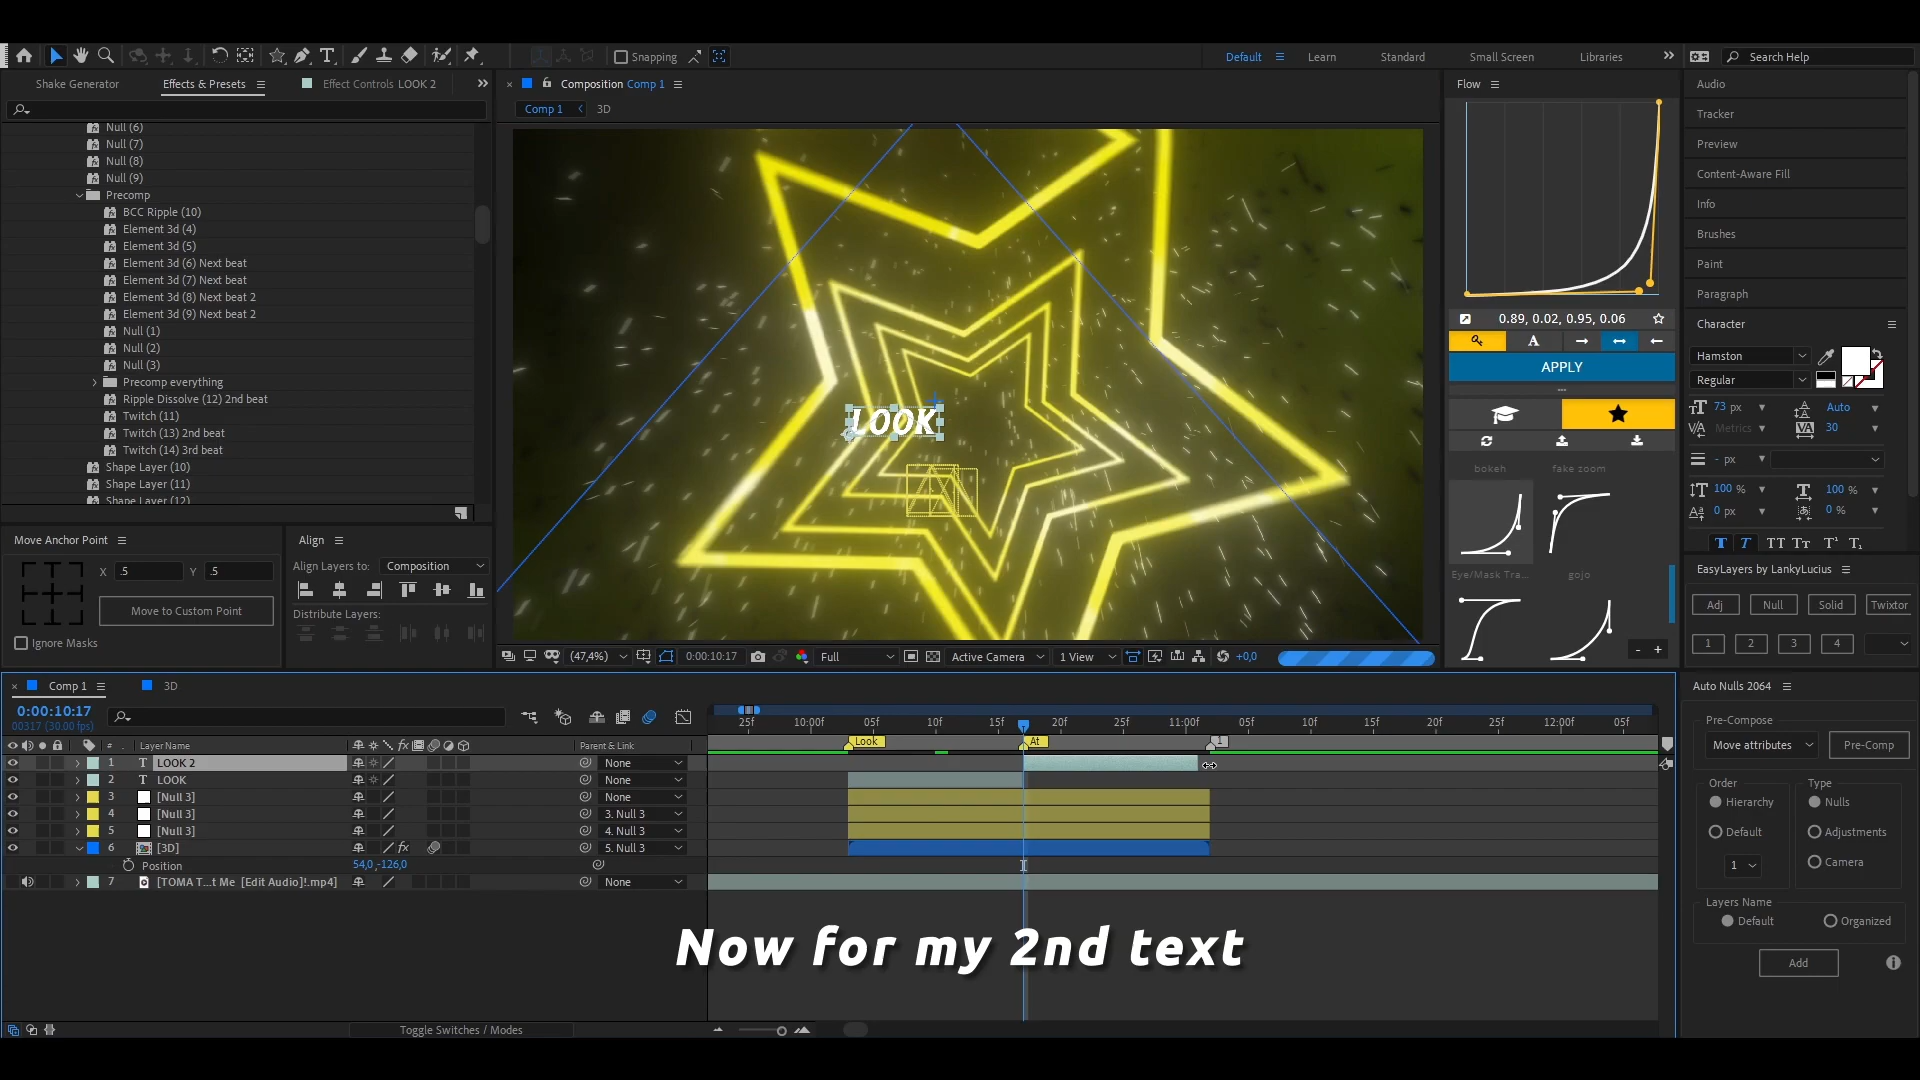 Snapping
Default
Learn
Standard
Small Screen
Libraries
Search Help
Shake Generator
Effects & Presets
Effect Controls LOOK 2
Composition Comp 1
Flow
Audio
Comp 1
3D
Null (6)
Null (7)
Null (8)
Null (9)
Precomp
BCC Ripple (10)
Element 3d (4)
Element 3d (5)
Element 3d (6) Next beat
Element 3d (7) Next beat
Element 3d (8) Next beat 2
Element 3d (9) Next beat 2
Null (1)
Null (2)
Null (3)
Precomp everything
Ripple Dissolve (12) 2nd beat
Twitch (11)
Twitch (13) 2nd beat
Twitch (14) 3rd beat
Shape Layer (10)
Shape Layer (11)
Shape Layer (12)
LOOK
0.89, 0.02, 0.95, 0.06
A
APPLY
bokeh
fake zoom
Eye/Mask Tra...
gojo
- +
Tracker
Preview
Content-Aware Fill
Info
Brushes
Paint
Paragraph
Character
Hamston
Regular
73 px
Auto
Metrics
30
- px
100 %
100 %
0 px
0 %
T T TT Tт T¹ T₁
EasyLayers by LankyLucius
Adj
Null
Solid
Twixtor
1
2
3
4
Move Anchor Point
X .5
Y .5
Move to Custom Point
Ignore Masks
Align
Align Layers to:
Composition
Distribute Layers:
(47,4%)
0:00:10:17
Full
Active Camera
1 View
+0,0
Comp 1
3D
0:00:10:17
00317 (30.00 fps)
25f
10:00f
05f
10f
15f
20f
25f
11:00f
05f
10f
15f
20f
25f
12:00f
05f
# .
Layer Name
fx
Parent & Link
Look
At
1
1 T LOOK 2
None
2 T LOOK
None
3 [Null 3]
None
4 [Null 3]
3. Null 3
5 [Null 3]
4. Null 3
6 [3D]
fx
5. Null 3
Position
54,0,-126,0
7 [TOMA T...t Me [Edit Audio]!.mp4]
None
Now for my 2nd text
Toggle Switches / Modes
Auto Nulls 2064
Pre-Compose
Move attributes
Pre-Comp
Order
Type
Hierarchy
Nulls
Default
Adjustments
1
Camera
Layers Name
Default
Organized
Add